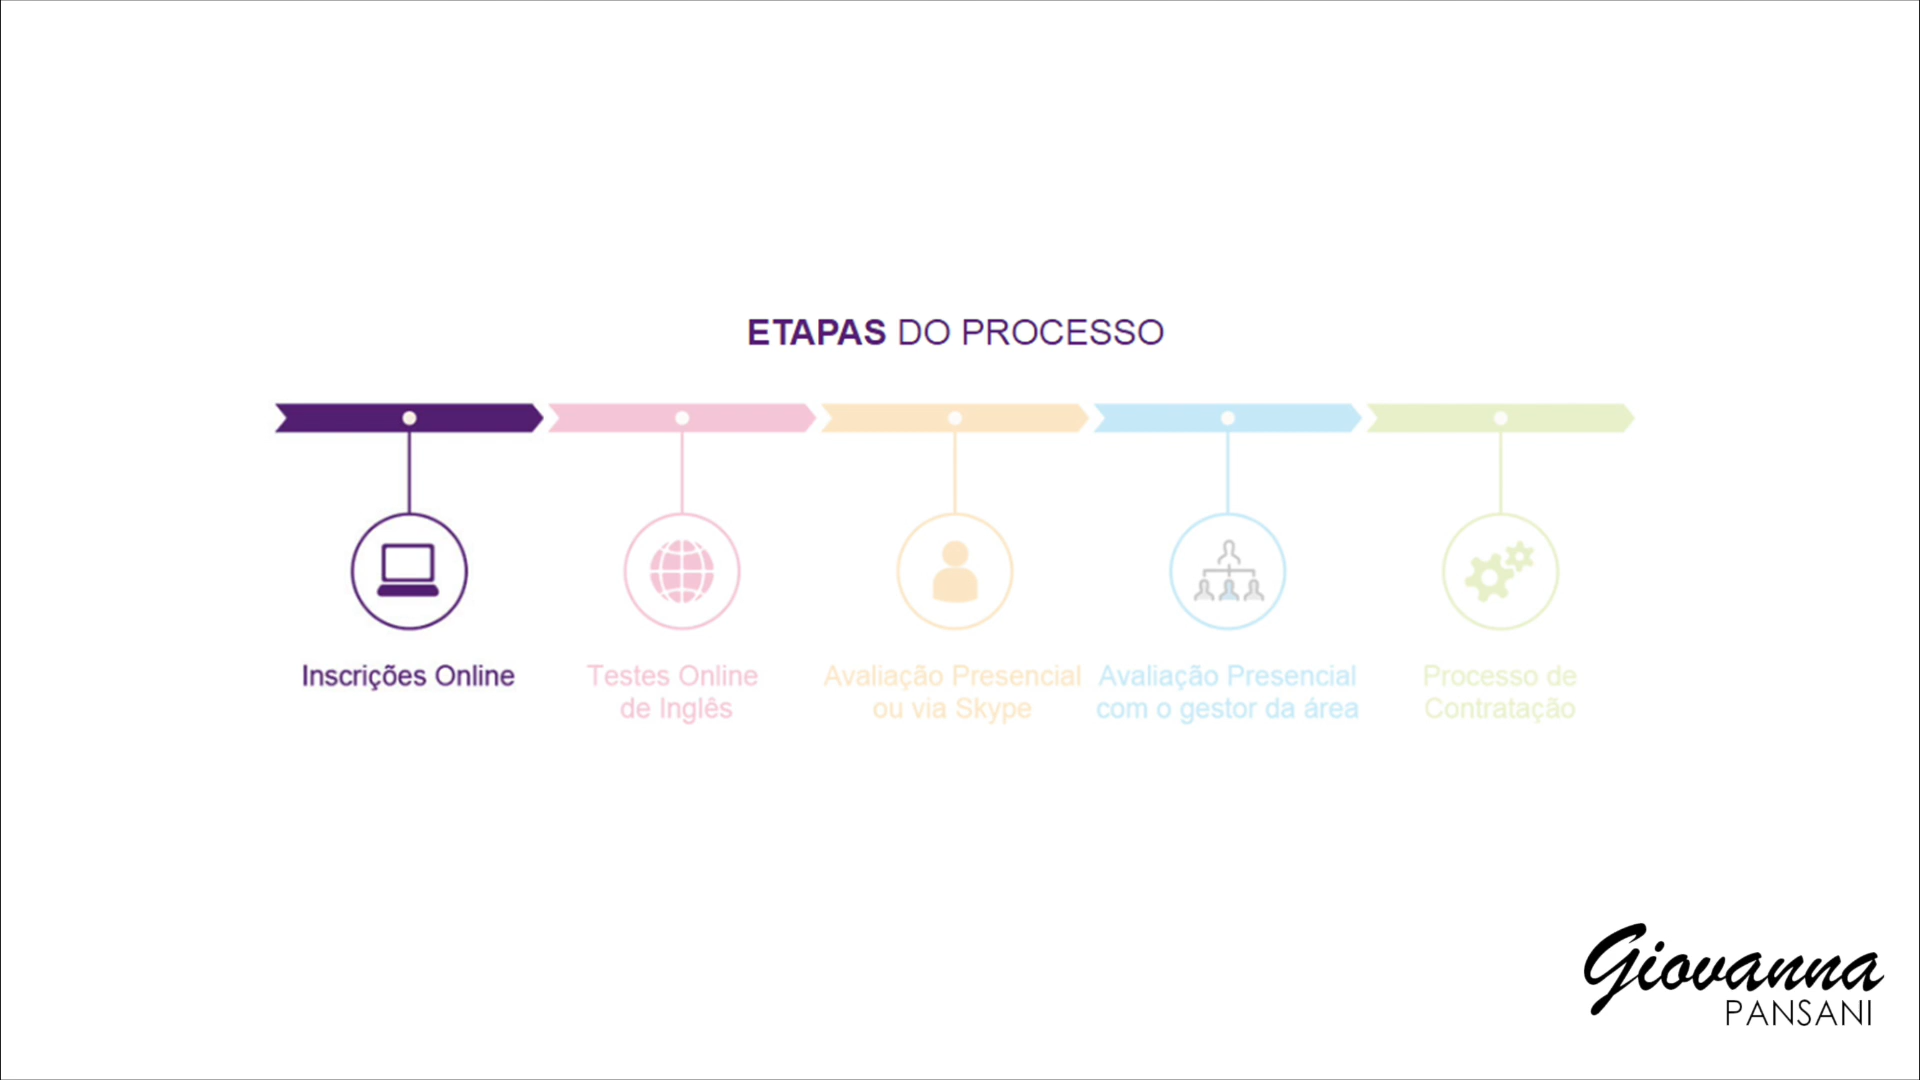 ETAPAS DO PROCESSO
Inscrições Online
Testes Online
de Inglês
Avaliação Presencial
ou via Skype
Avaliação Presencial
com o gestor da área
Processo de
Contratação
Giovanna
PANSANI